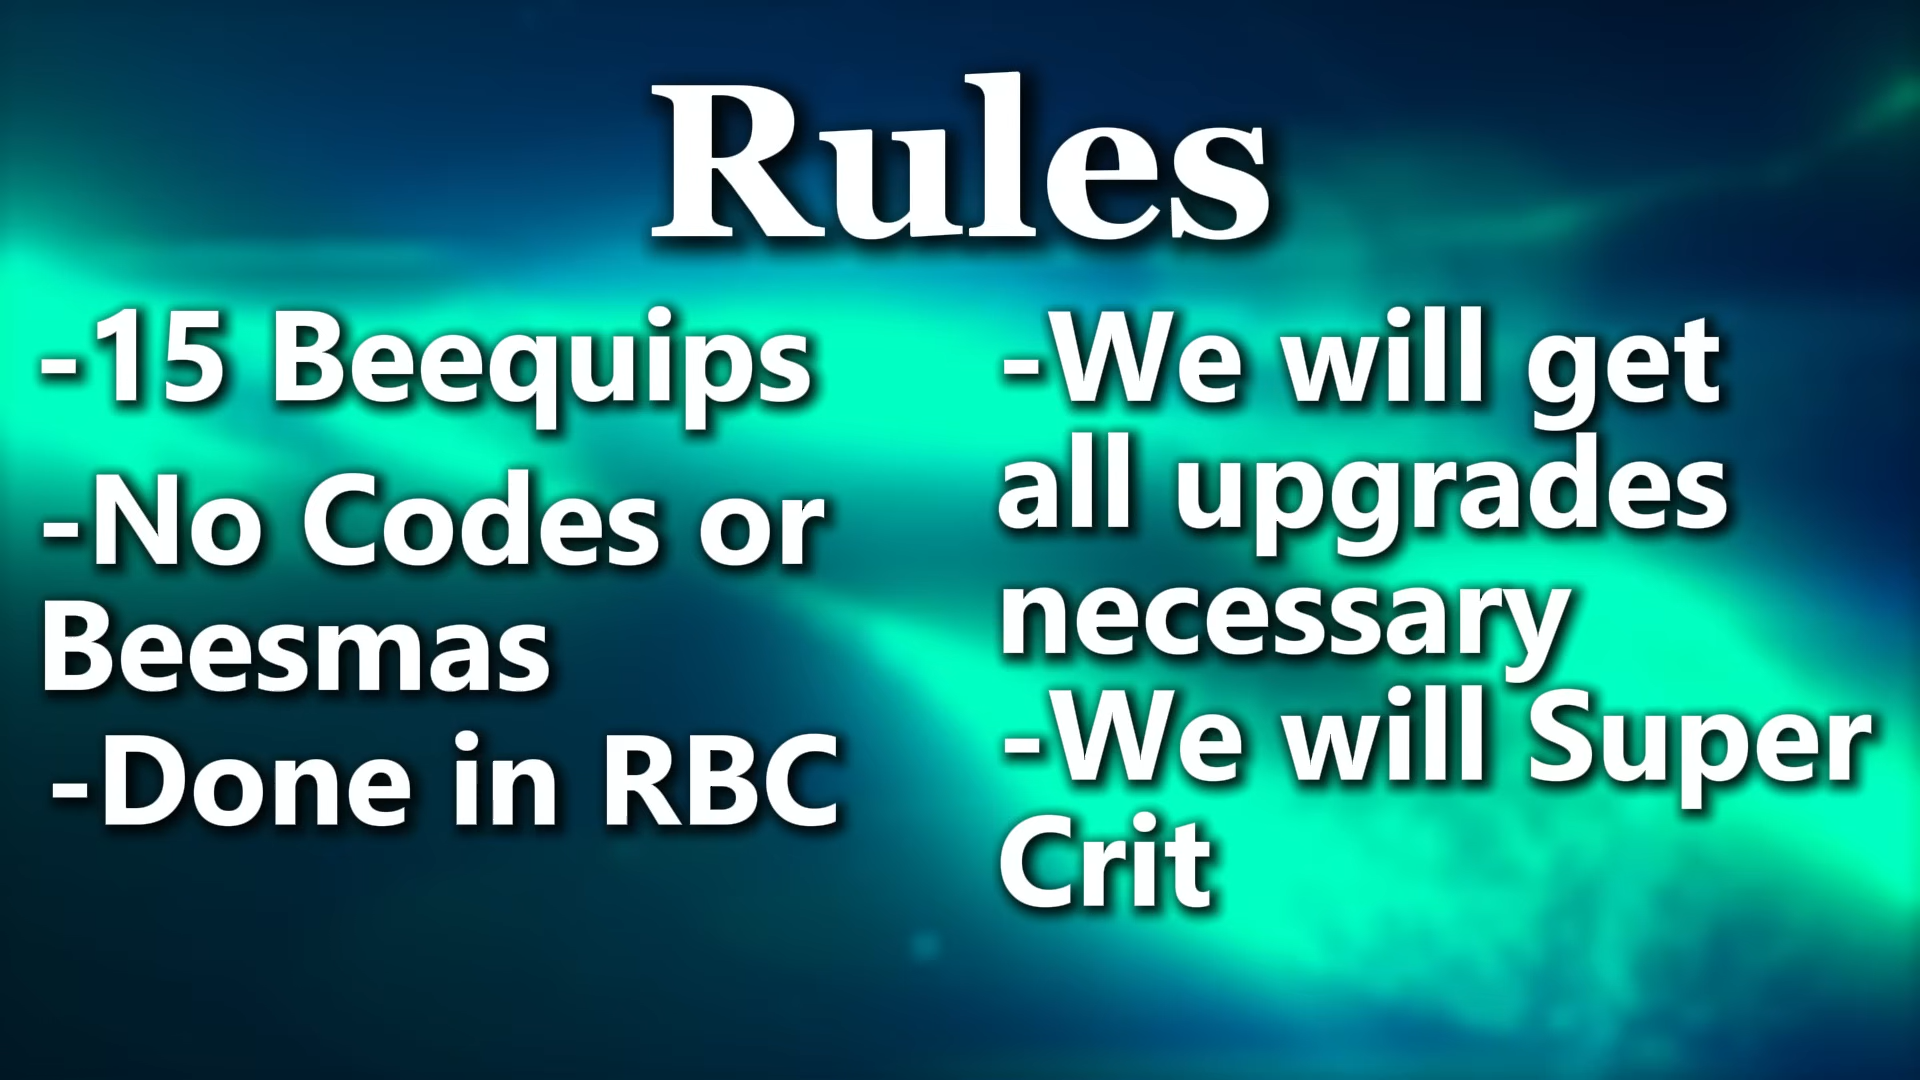 Rules
-15 Beequips
-No Codes or
Beesmas
-Done in RBC
-We will get
all upgrades
necessary
-We will Super
Crit